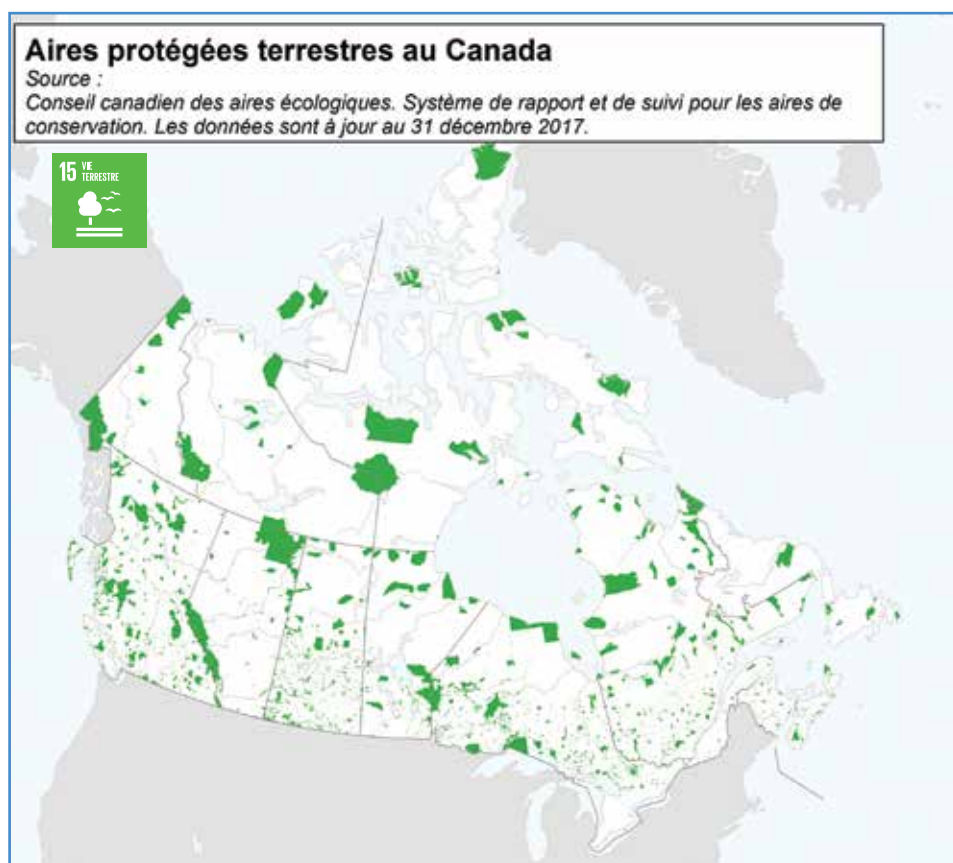 Aires protégées terrestres au Canada
Source :
Conseil canadien des aires écologiques. Système de rapport et de suivi pour les aires de
conservation. Les données sont à jour au 31 décembre 2017.
15 VIE
TERRESTRE